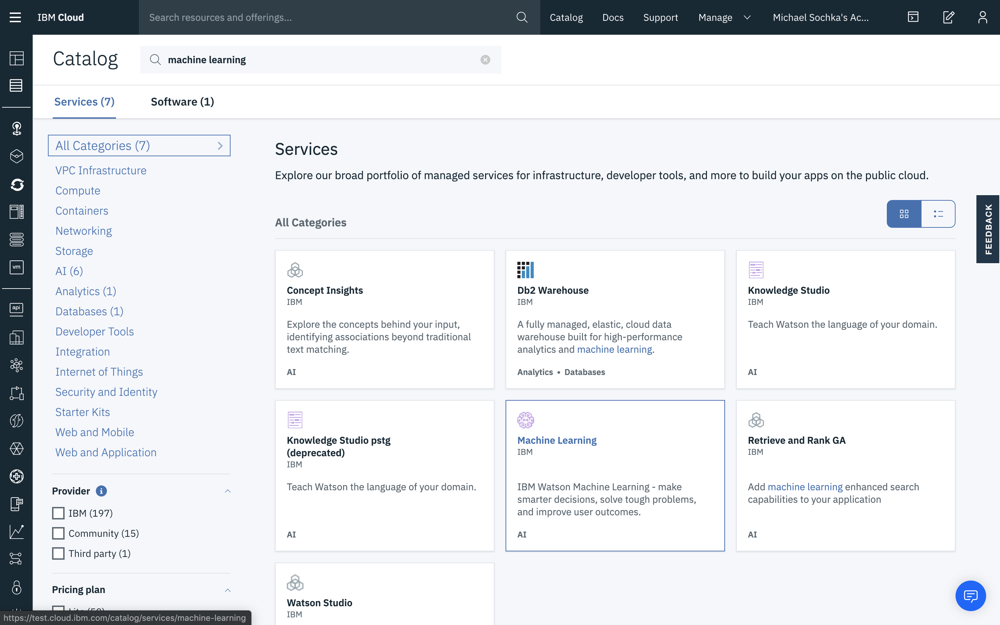 IBM Cloud
Search resources and offerings...
Catalog
Docs
Support
Manage
Michael Sochka's Ac...
Catalog
machine learning
Services (7)
Software (1)
All Categories (7)
VPC Infrastructure
Compute
Containers
Networking
Storage
AI (6)
Analytics (1)
Databases (1)
Developer Tools
Integration
Internet of Things
Security and Identity
Starter Kits
Web and Mobile
Web and Application
Provider
IBM (197)
Community (15)
Third party (1)
Pricing plan
Lite (50)
vm
api
Services
Explore our broad portfolio of managed services for infrastructure, developer tools, and more to build your apps on the public cloud.
All Categories
Concept Insights
IBM
Explore the concepts behind your input,
identifying associations beyond traditional
text matching.
AI
Db2 Warehouse
IBM
A fully managed, elastic, cloud data
warehouse built for high-performance
analytics and machine learning.
Analytics • Databases
Knowledge Studio
IBM
Teach Watson the language of your domain.
AI
Knowledge Studio pstg
(deprecated)
IBM
Teach Watson the language of your domain.
AI
Machine Learning
IBM
IBM Watson Machine Learning - make
smarter decisions, solve tough problems,
and improve user outcomes.
AI
Retrieve and Rank GA
IBM
Add machine learning enhanced search
capabilities to your application
AI
Watson Studio
IBM
FEEDBACK
https://test.cloud.ibm.com/catalog/services/machine-learning